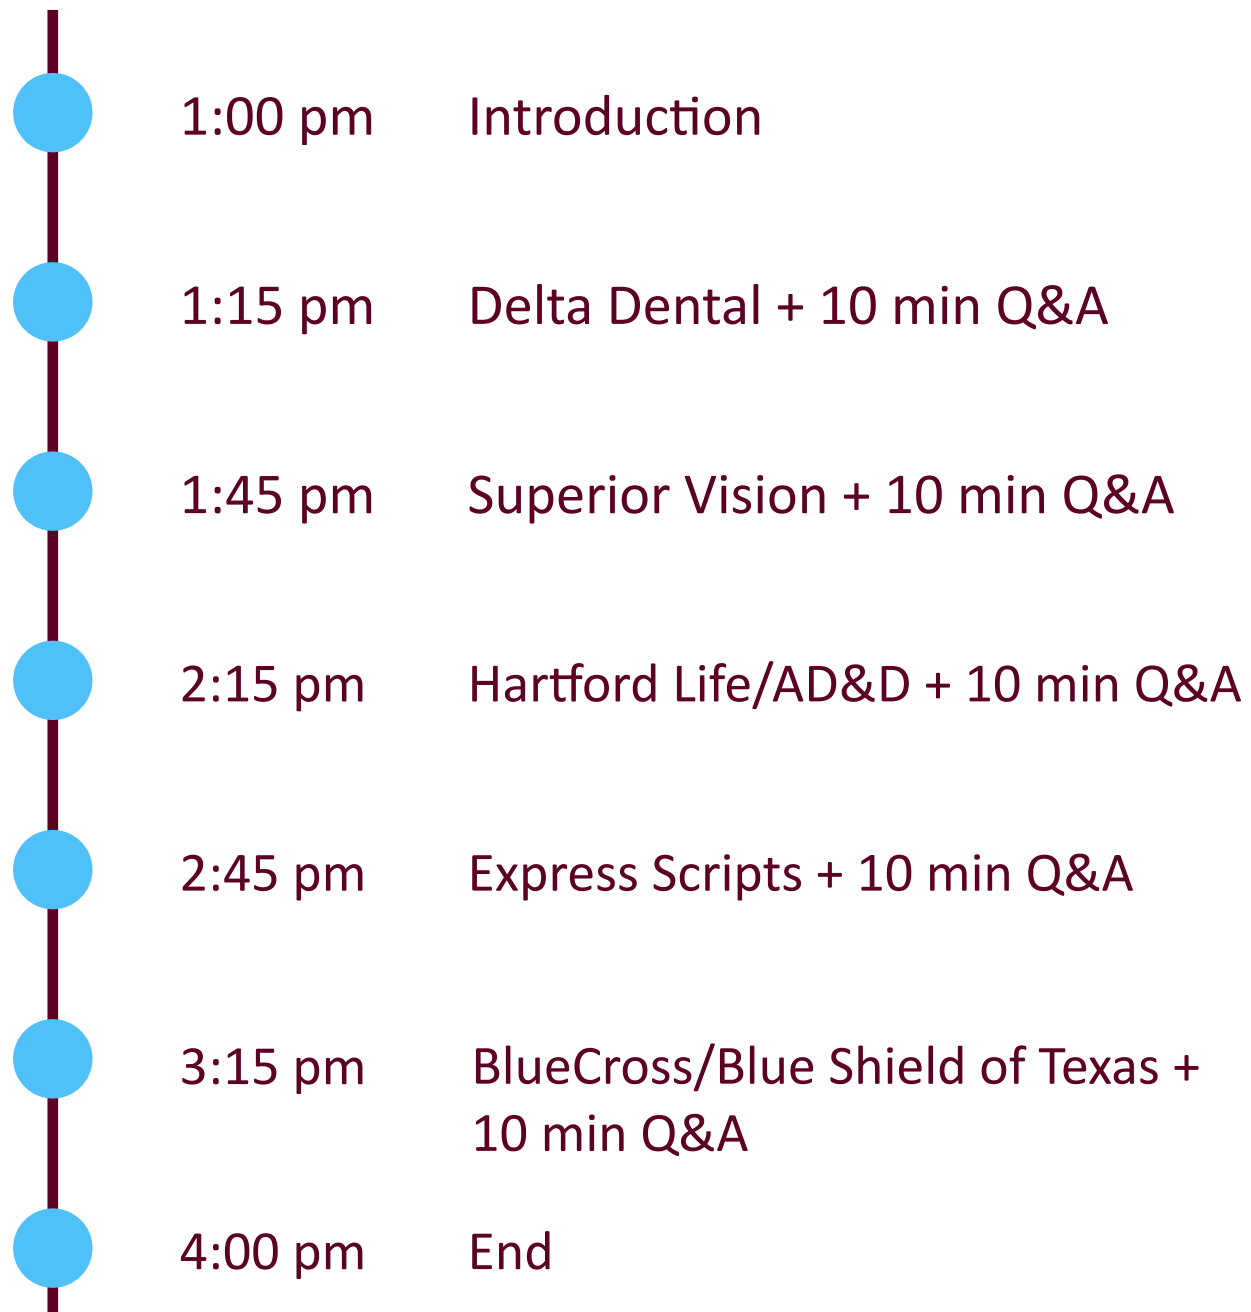 1:00 pm Introduction
1:15 pm Delta Dental + 10 min Q&A
1:45 pm Superior Vision + 10 min Q&A
2:15 pm Hartford Life/AD&D + 10 min Q&A
2:45 pm Express Scripts + 10 min Q&A
3:15 pm BlueCross/Blue Shield of Texas +
10 min Q&A
4:00 pm End